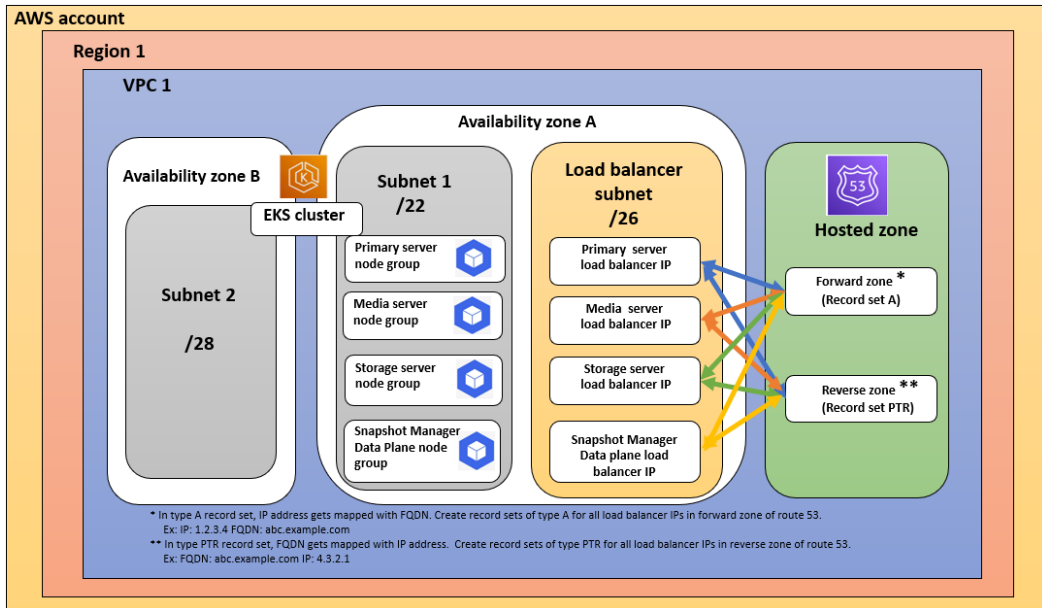 AWS account
Region 1
VPC 1
Availability zone A
Availability zone B
EKS cluster
Subnet 2
/28
Subnet 1
/22
Primary server
node group
Media server
node group
Storage server
node group
Snapshot Manager
Data Plane node
group
Load balancer
subnet
/26
Primary server
load balancer IP
Media server
load balancer IP
Storage server
load balancer IP
Snapshot Manager
Data plane load
balancer IP
53
Hosted zone
Forward zone *
(Record set A)
Reverse zone **
(Record set PTR)
* In type A record set, IP address gets mapped with FQDN. Create record sets of type A for all load balancer IPs in forward zone of route 53.
Ex: IP: 1.2.3.4 FQDN: abc.example.com
** In type PTR record set, FQDN gets mapped with IP address. Create record sets of type PTR for all load balancer IPs in reverse zone of route 53.
Ex: FQDN: abc.example.com IP: 4.3.2.1
K